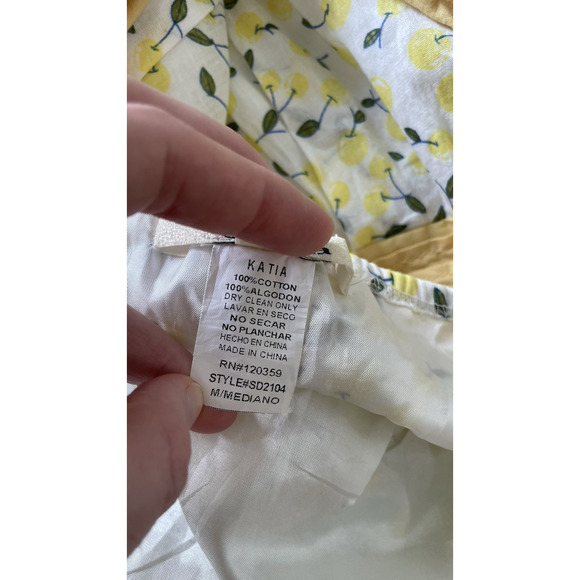 KATIA
100%COTTON
100%ALGODON
DRY CLEAN ONLY
LAVAR EN SECO
NO SECAR
NO PLANCHAR
HECHO EN CHINA
MADE IN CHINA
RN#120359
STYLE#SD2104
M/MEDIANO